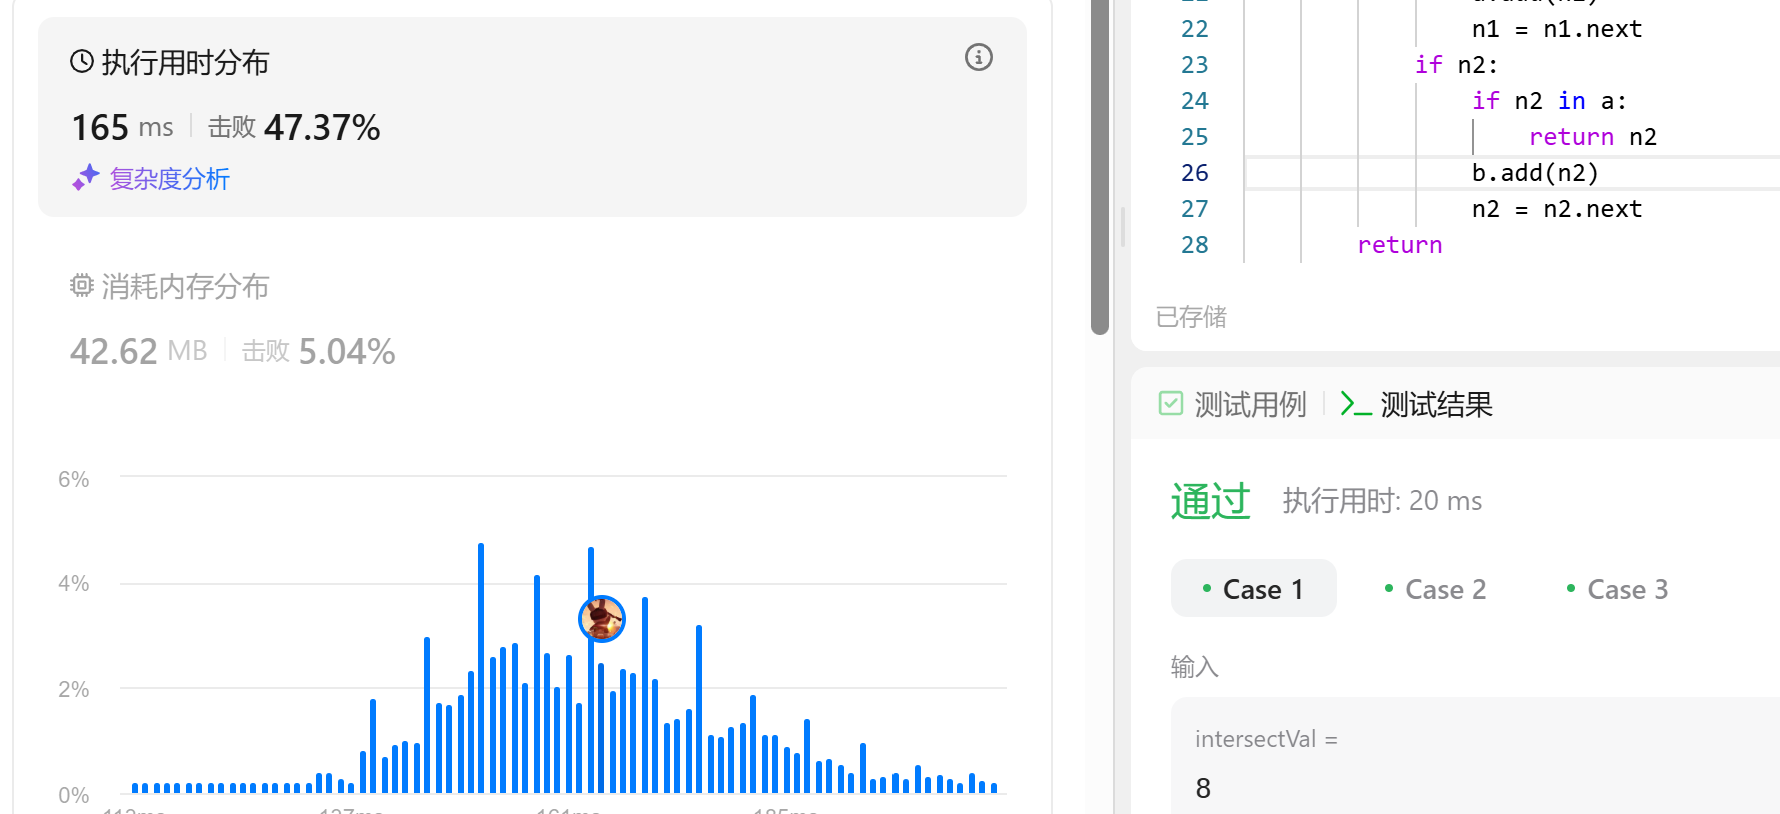 执行用时分布
165 ms 击败 47.37%
复杂度分析
消耗内存分布
42.62 MB 击败 5.04%
6%
4%
2%
0%
22 n1 = n1.next
23 if n2:
24 if n2 in a:
25 return n2
26 b.add(n2)
27 n2 = n2.next
28 return
已存储
测试用例 测试结果
通过 执行用时: 20 ms
Case 1 Case 2 Case 3
输入
intersectVal =
8